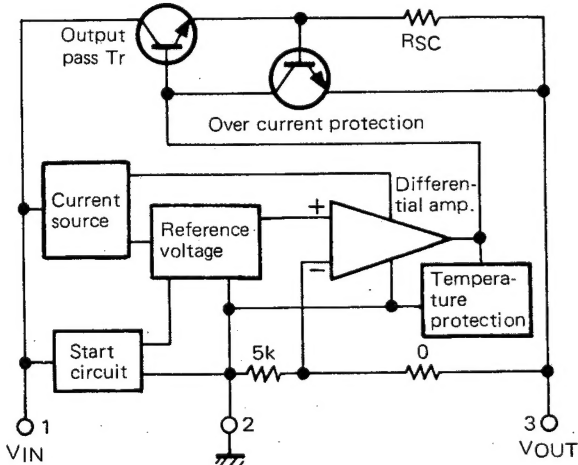 Output
pass Tr
RSC
Over current protection
Current
source
Reference
voltage
+
−
Differen-
tial amp.
Tempera-
ture
protection
Start
circuit
5k
0
1
VIN
2
3
VOUT